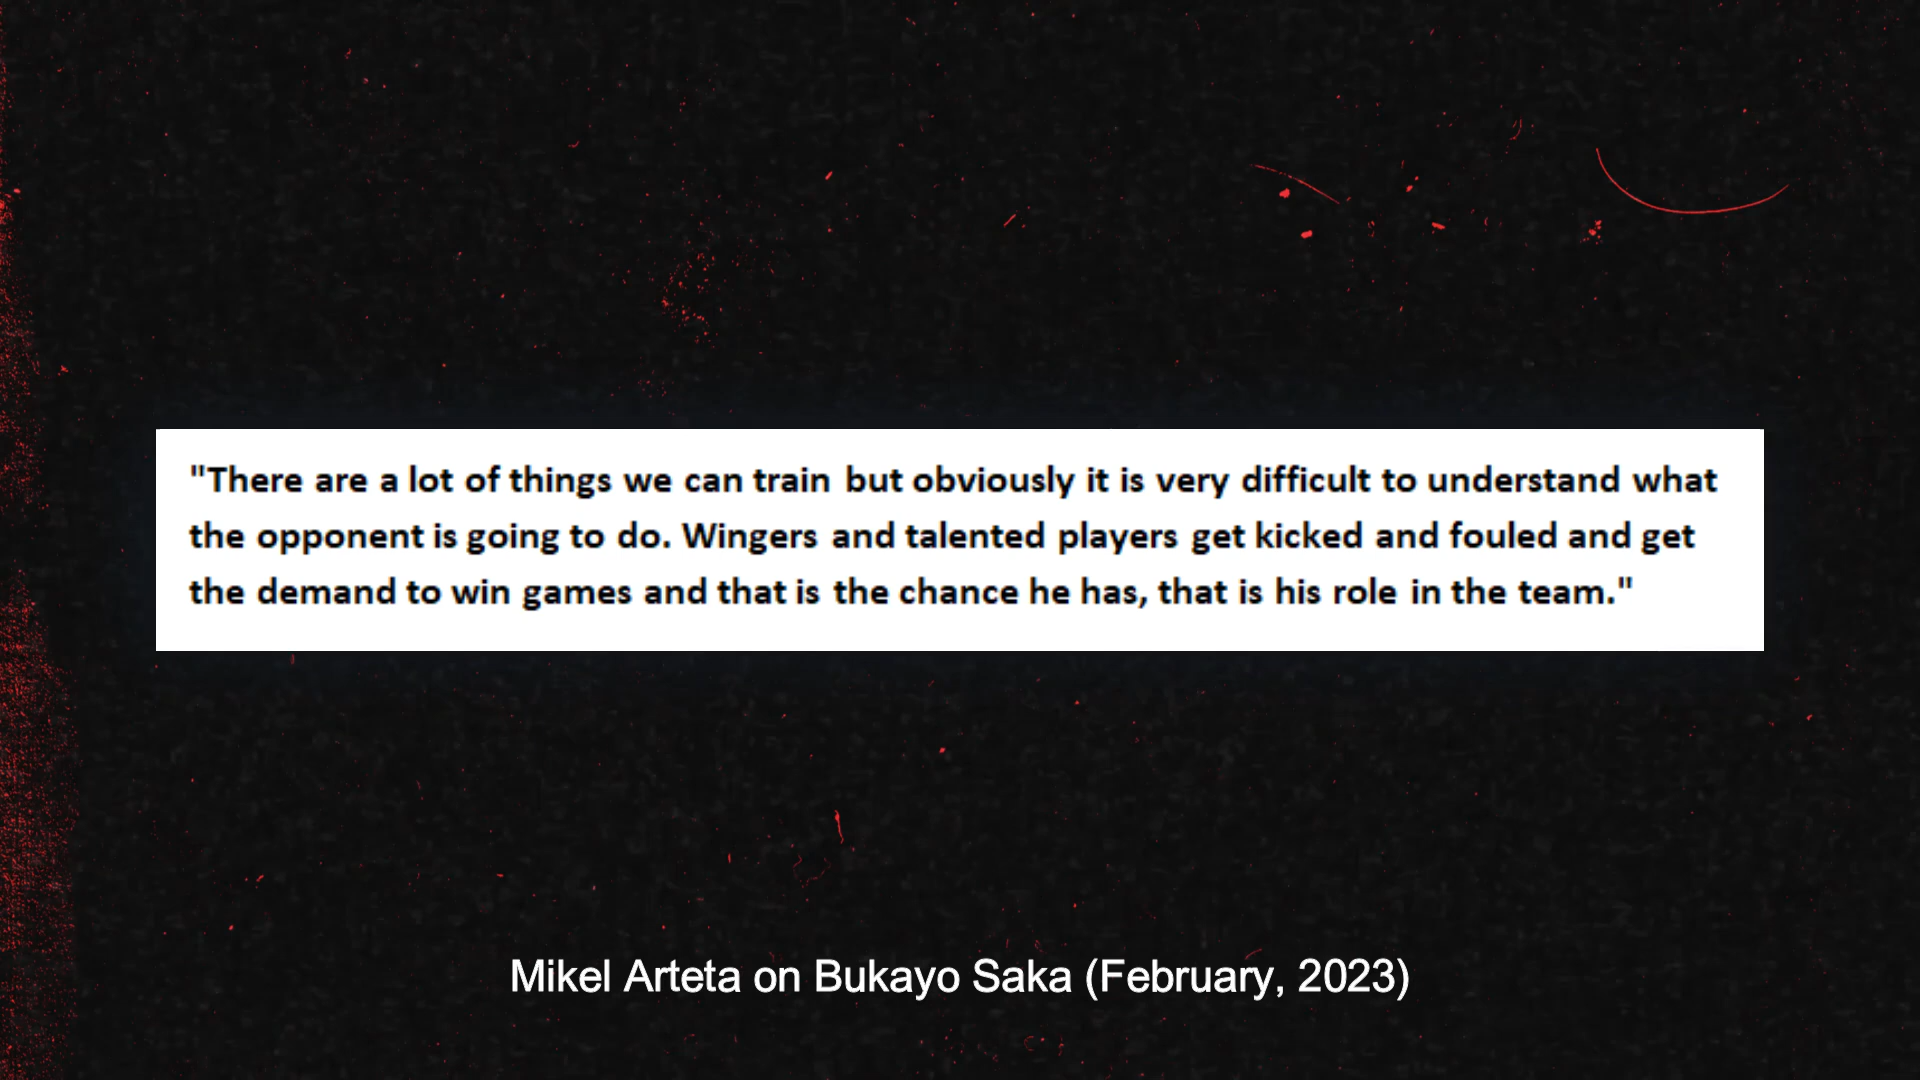 "There are a lot of things we can train but obviously it is very difficult to understand what
the opponent is going to do. Wingers and talented players get kicked and fouled and get
the demand to win games and that is the chance he has, that is his role in the team."
Mikel Arteta on Bukayo Saka (February, 2023)